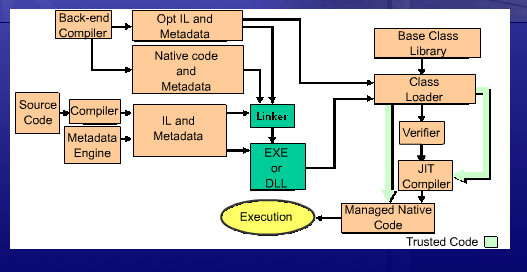 Back-end
Compiler
Opt IL and
Metadata
Native code
and
Metadata
Base Class
Library
Class
Loader
Source
Code
Compiler
Metadata
Engine
IL and
Metadata
Linker
EXE
or
DLL
Verifier
JIT
Compiler
Execution
Managed Native
Code
Trusted Code